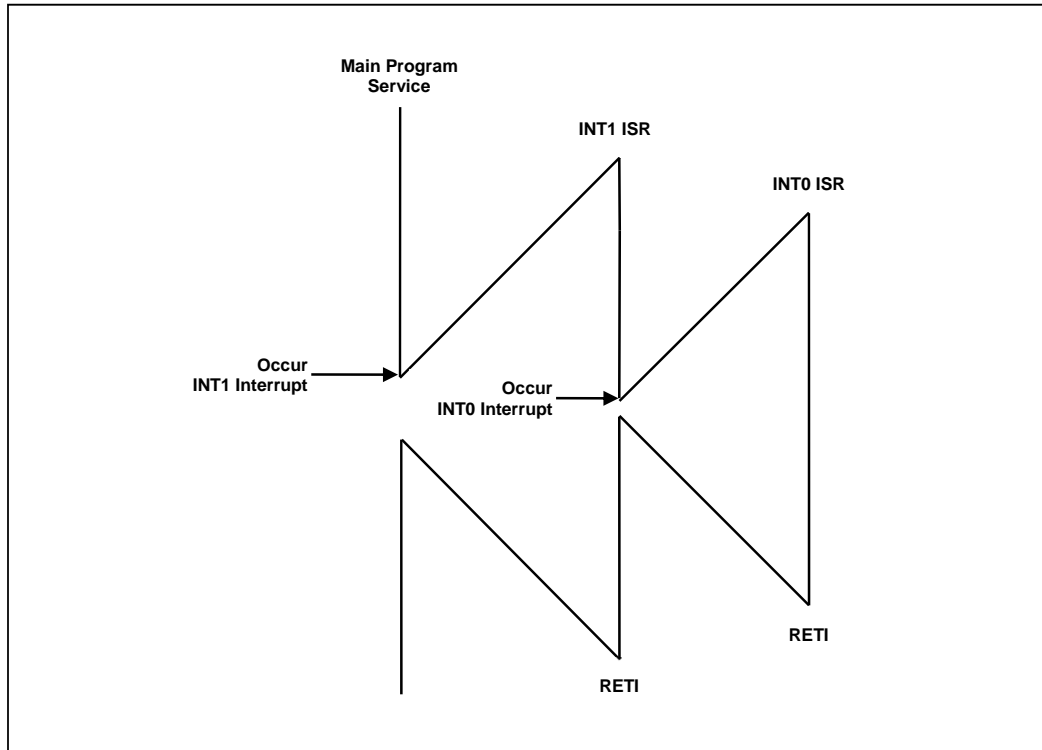 Main Program
Service
INT1 ISR
INT0 ISR
Occur
INT1 Interrupt
Occur
INT0 Interrupt
RETI
RETI